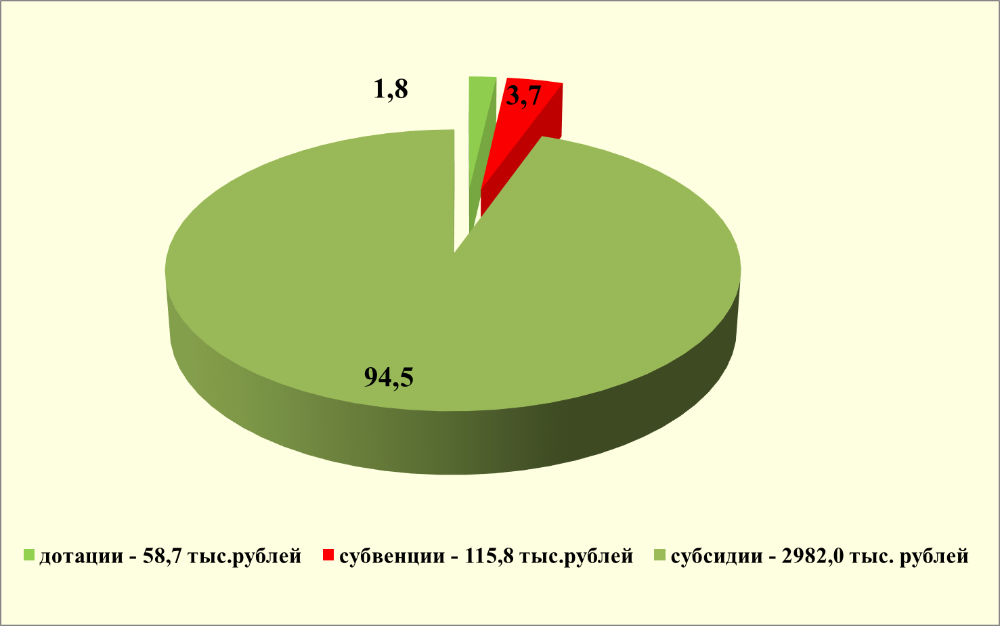 1,8
3,7
94,5
дотации - 58,7 тыс.рублей субвенции - 115,8 тыс.рублей субсидии - 2982,0 тыс. рублей